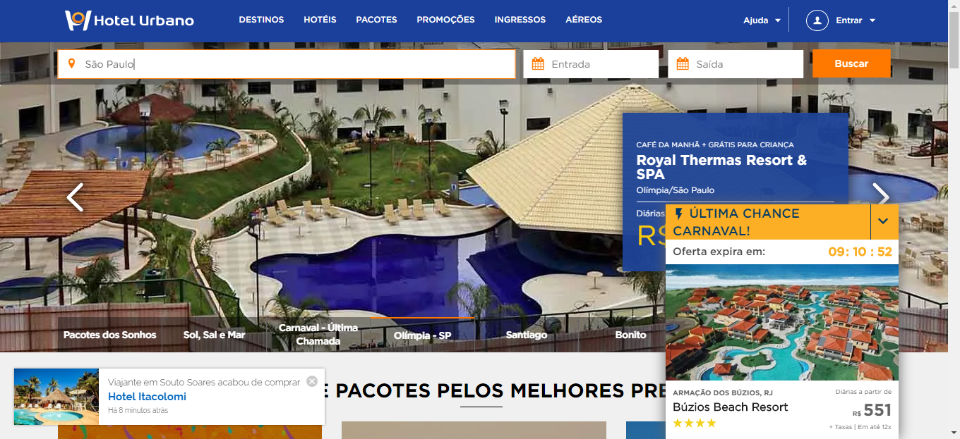 Hotel Urbano
DESTINOS HOTÉIS PACOTES PROMOÇÕES INGRESSOS AÉREOS
Ajuda
Entrar
São Paulo
Entrada
Saída
Buscar
CAFÉ DA MANHÃ + GRÁTIS PARA CRIANÇA
Royal Thermas Resort &
SPA
Olímpia/São Paulo
Diárias
R$
ÚLTIMA CHANCE
CARNAVAL!
Oferta expira em: 09: 10 : 52
Pacotes dos Sonhos
Sol, Sal e Mar
Carnaval - Última
Chamada
Olímpia - SP
Santiago
Bonito
Viajante em Souto Soares acabou de comprar
Hotel Itacolomi
Há 8 minutos atrás
E PACOTES PELOS MELHORES PRE
ARMAÇÃO DOS BÚZIOS, RJ
Búzios Beach Resort
Diárias a partir de
R$ 551
+ Taxas | Em até 12x